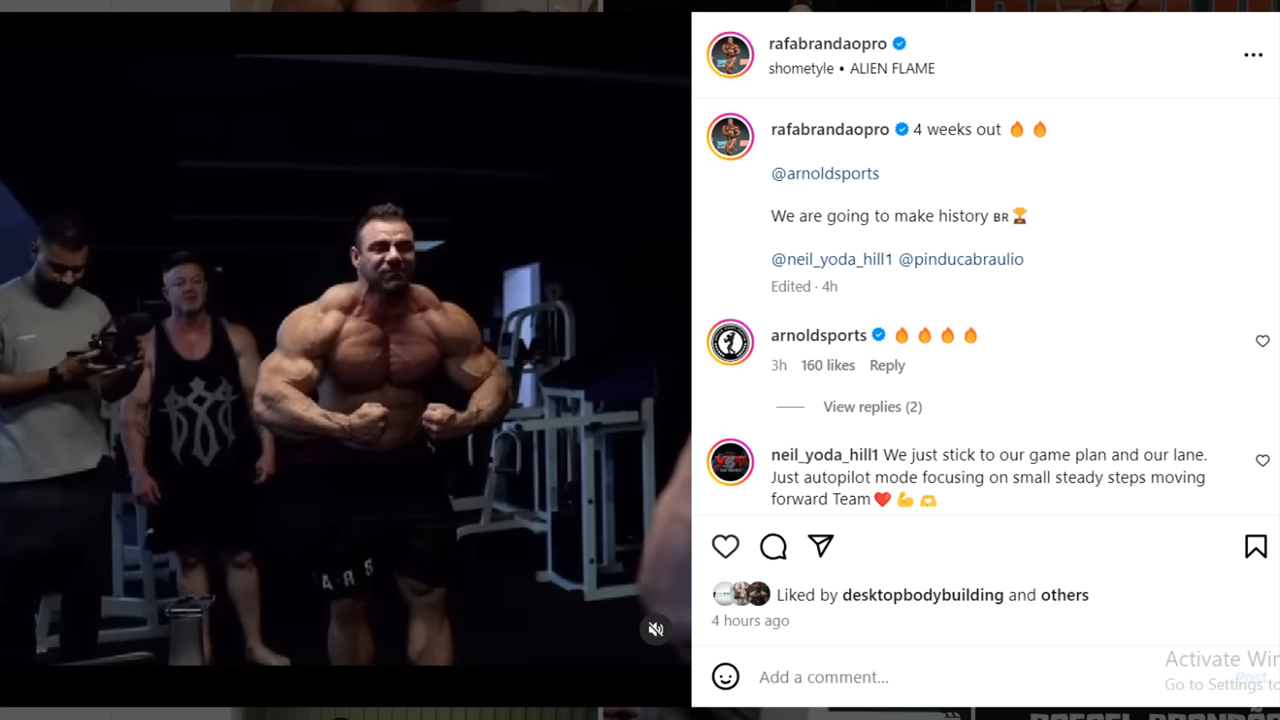 rafabrandaopro
shometyle • ALIEN FLAME
rafabrandaopro 4 weeks out 🔥 🔥
@arnoldsports
We are going to make history ʙʀ🏆
@neil_yoda_hill1 @pinducabraulio
Edited · 4h
arnoldsports 🔥 🔥 🔥 🔥
3h 160 likes Reply
View replies (2)
neil_yoda_hill1 We just stick to our game plan and our lane.
Just autopilot mode focusing on small steady steps moving
forward Team❤️ 💪 🫶
Liked by desktopbodybuilding and others
4 hours ago
Add a comment...
Post
Activate Win
Go to Settings to